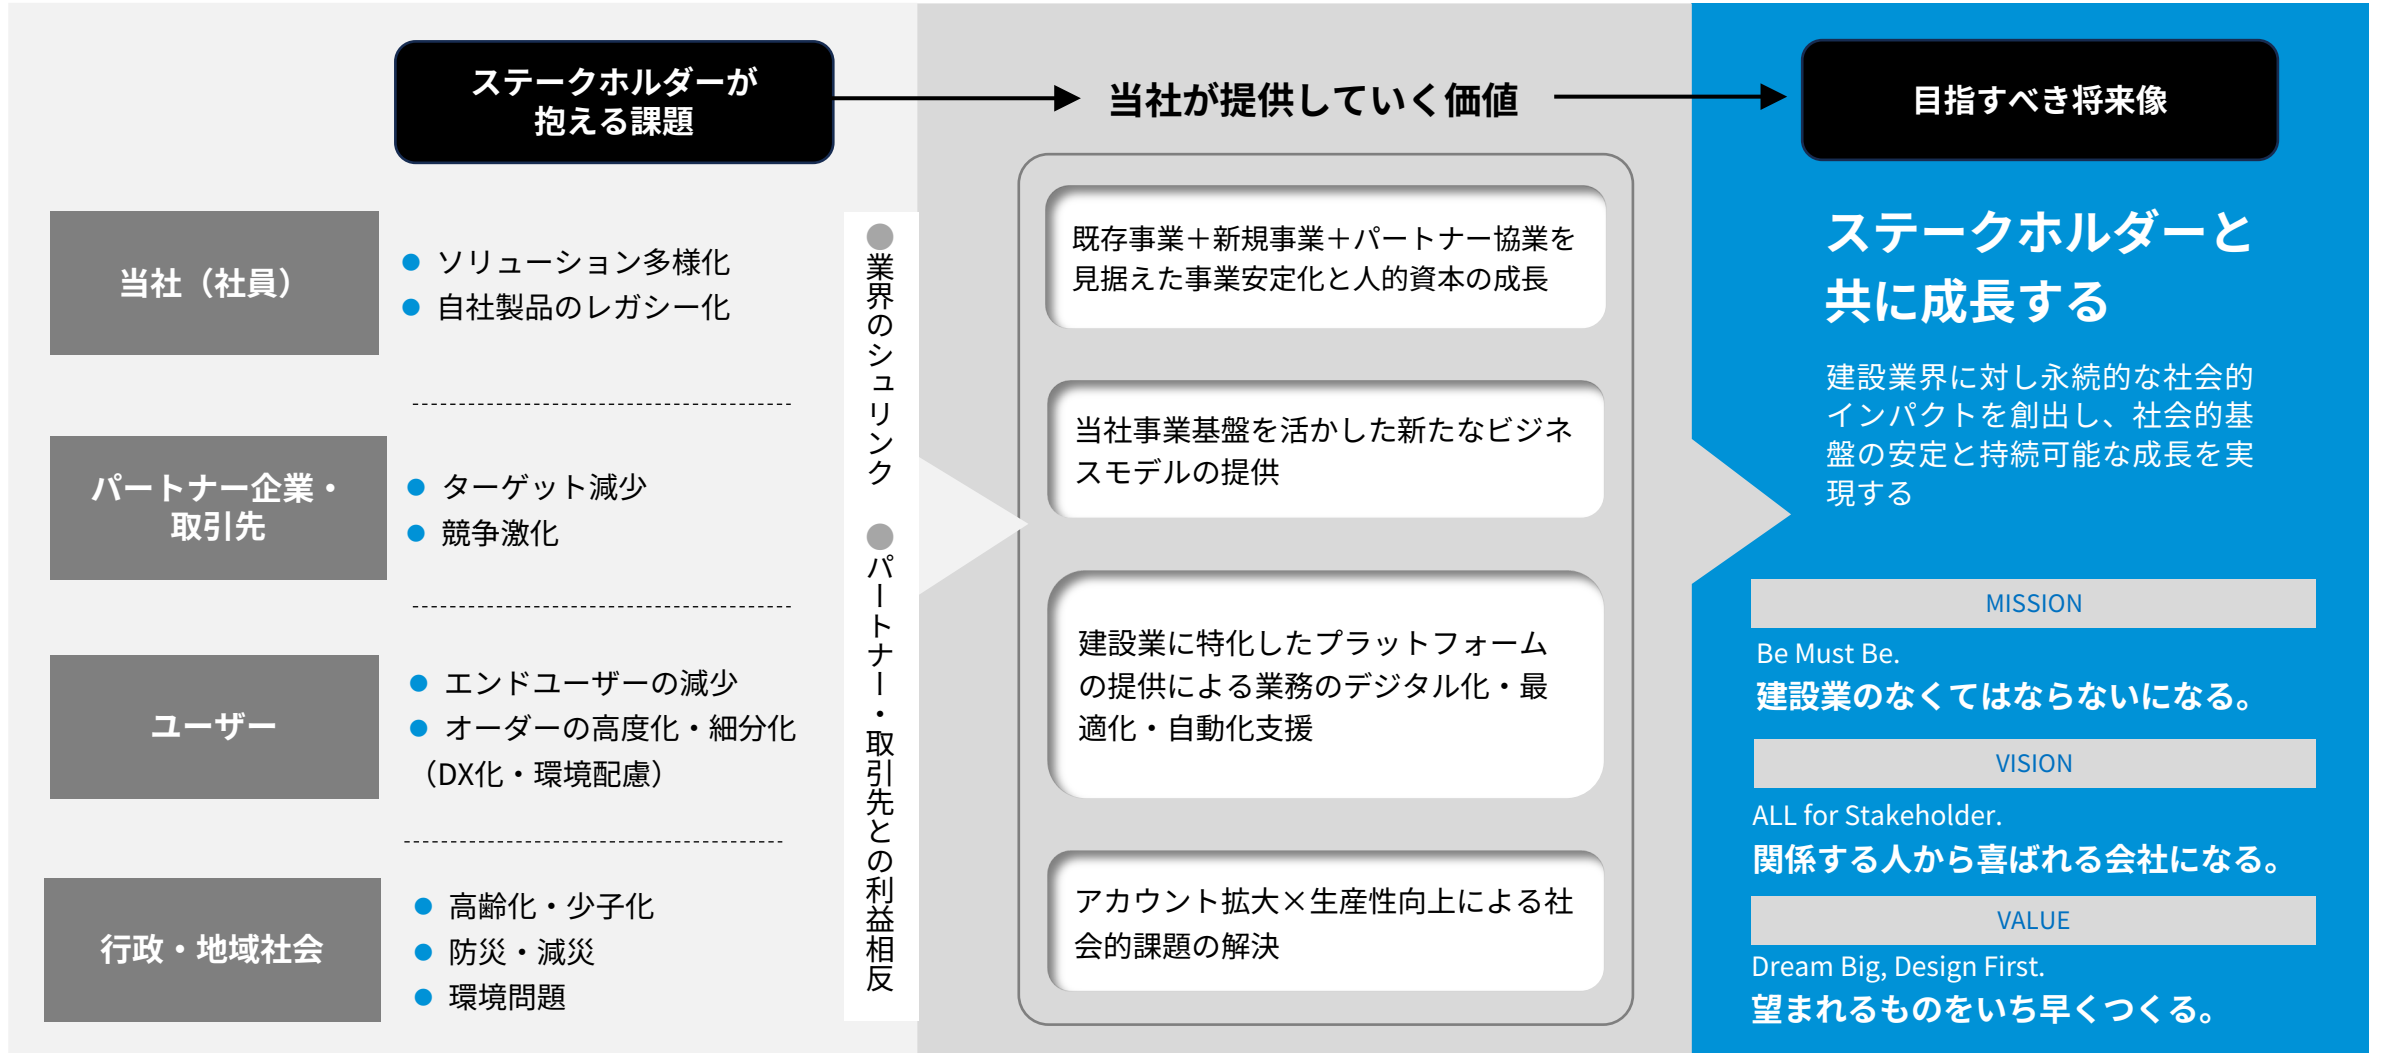 ステークホルダーが
抱える課題
当社（社員）
● ソリューション多様化
● 自社製品のレガシー化
パートナー企業・
取引先
● ターゲット減少
● 競争激化
ユーザー
● エンドユーザーの減少
● オーダーの高度化・細分化
（DX化・環境配慮）
行政・地域社会
● 高齢化・少子化
● 防災・減災
● 環境問題
●業界のシュリンク　●パートナー・取引先との利益相反
当社が提供していく価値
既存事業＋新規事業＋パートナー協業を
見据えた事業安定化と人的資本の成長
当社事業基盤を活かした新たなビジネ
スモデルの提供
建設業に特化したプラットフォーム
の提供による業務のデジタル化・最
適化・自動化支援
アカウント拡大×生産性向上による社
会的課題の解決
目指すべき将来像
ステークホルダーと
共に成長する
建設業界に対し永続的な社会的
インパクトを創出し、社会的基
盤の安定と持続可能な成長を実
現する
MISSION
Be Must Be.
建設業のなくてはならないになる。
VISION
ALL for Stakeholder.
関係する人から喜ばれる会社になる。
VALUE
Dream Big, Design First.
望まれるものをいち早くつくる。